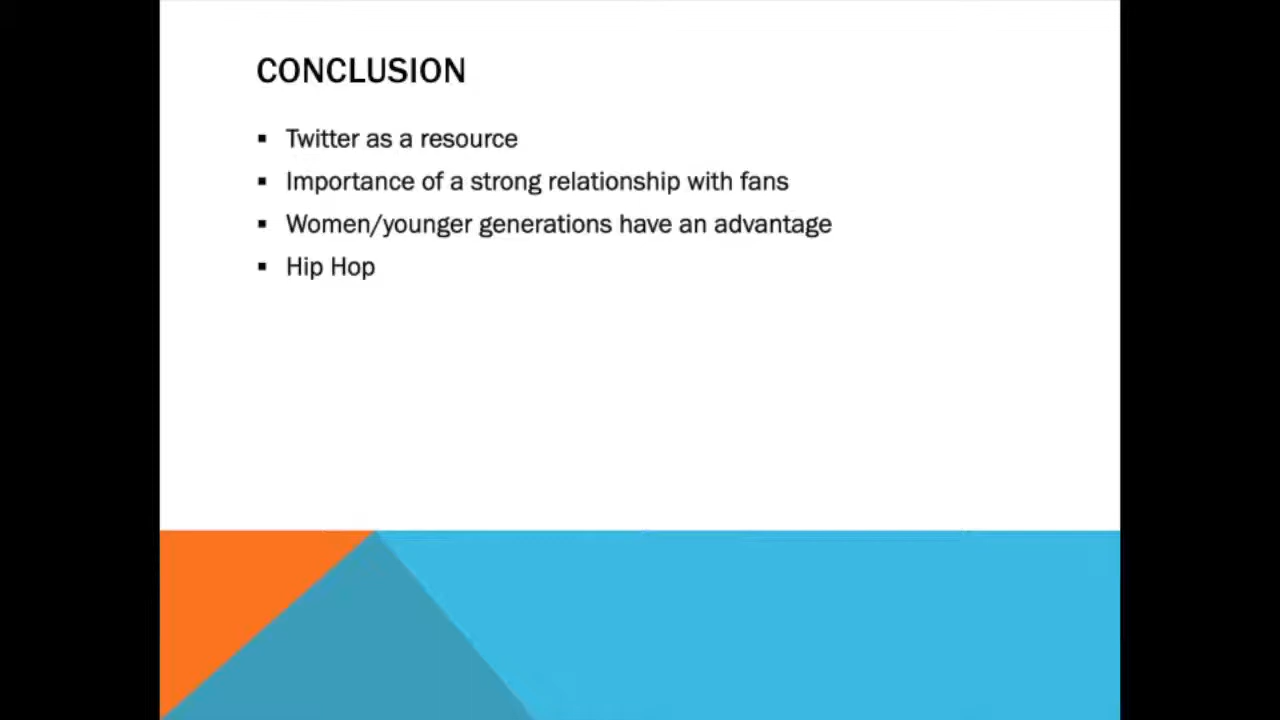 CONCLUSION
Twitter as a resource
Importance of a strong relationship with fans
Women/younger generations have an advantage
Hip Hop